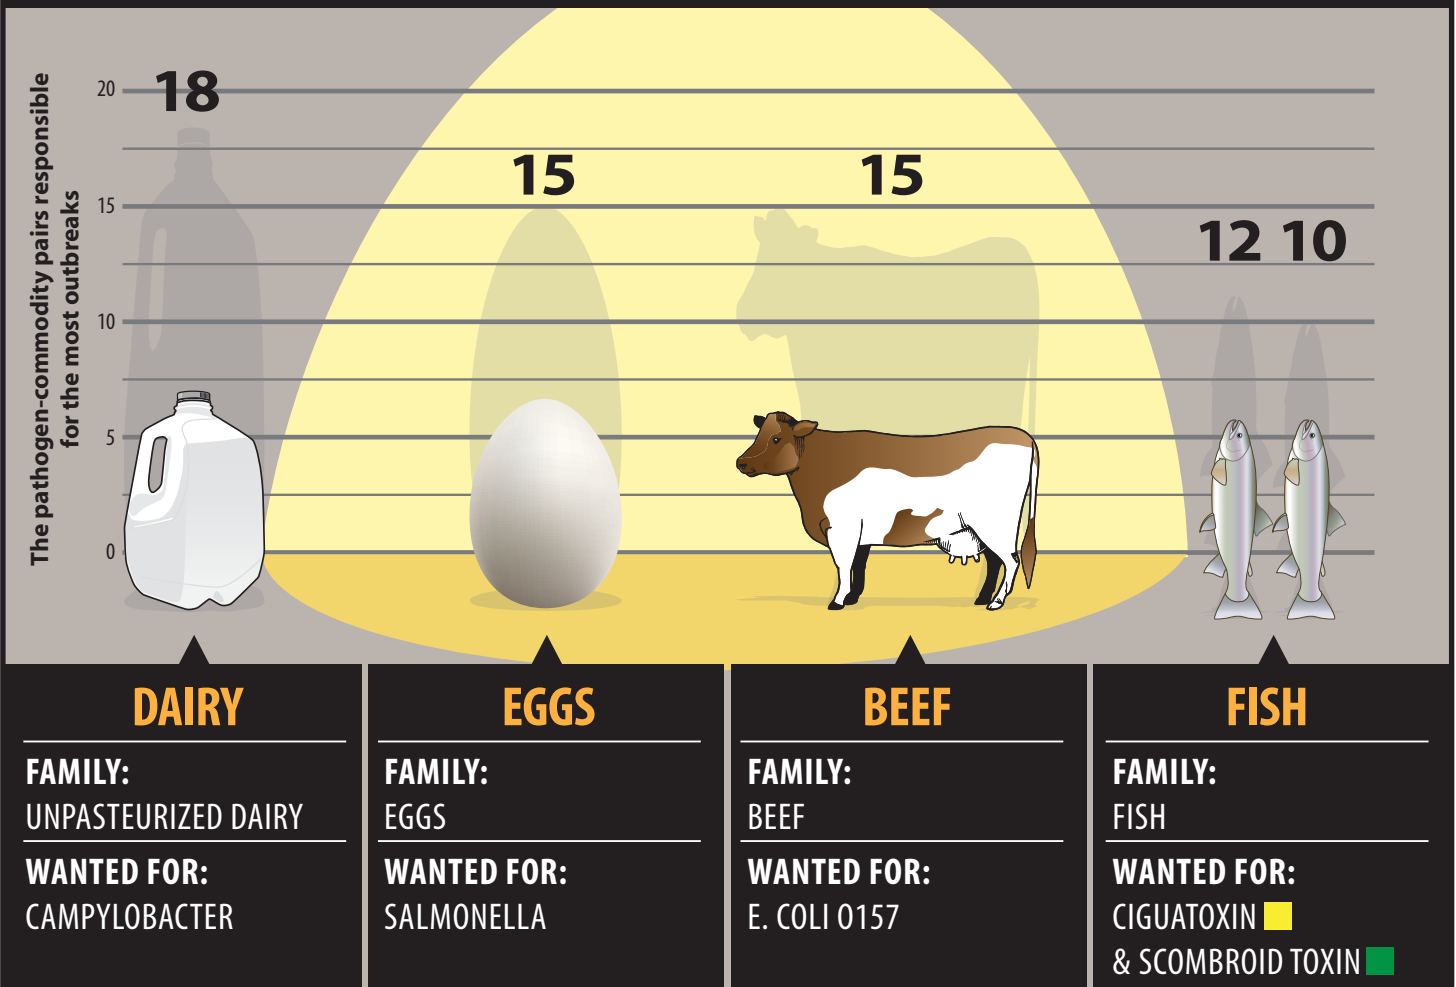 The pathogen-commodity pairs responsible
for the most outbreaks
20
15
10
5
0
18
15
15
12 10
DAIRY
FAMILY:
UNPASTEURIZED DAIRY
WANTED FOR:
CAMPYLOBACTER
EGGS
FAMILY:
EGGS
WANTED FOR:
SALMONELLA
BEEF
FAMILY:
BEEF
WANTED FOR:
E. COLI O157
FISH
FAMILY:
FISH
WANTED FOR:
CIGUATOXIN
& SCOMBROID TOXIN